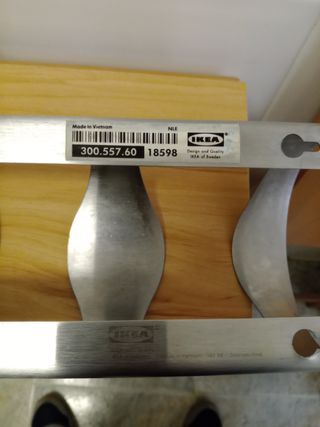 Made in Vietnam
NLE
300.557.60 18598
IKEA
Design and Quality
IKEA of Sweden
IKEA